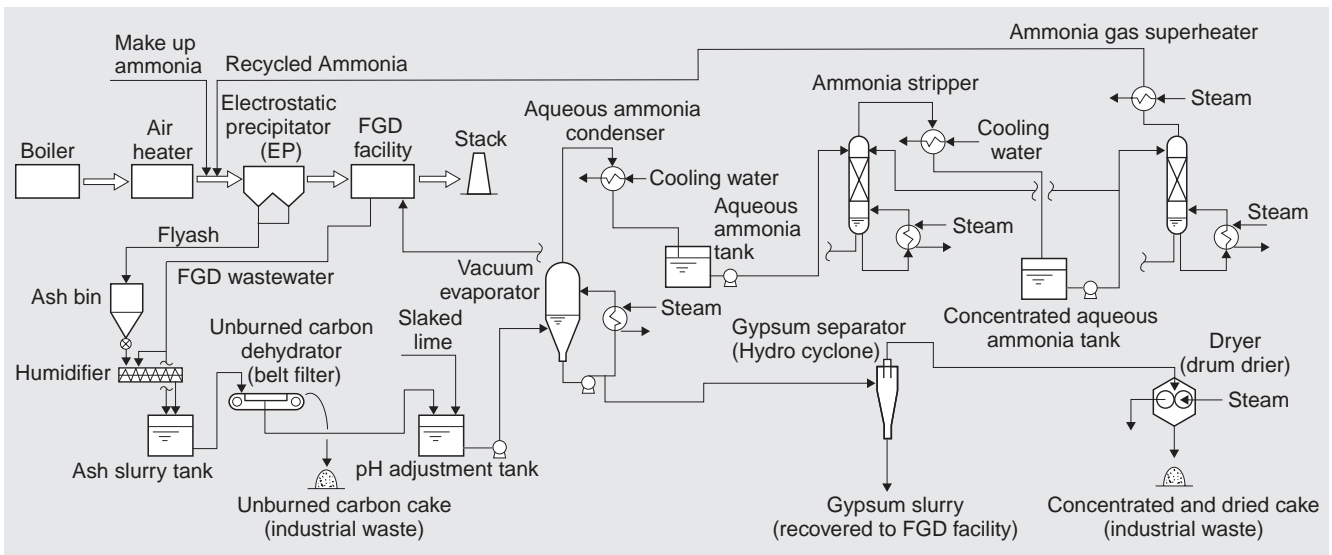 Make up
ammonia
Recycled Ammonia
Ammonia gas superheater
Electrostatic
precipitator
(EP)
Air
heater
Boiler
FGD
facility
Stack
Aqueous ammonia
condenser
Cooling water
Ammonia stripper
Cooling
water
Steam
Aqueous
ammonia
tank
Steam
Steam
Flyash
FGD wastewater
Ash bin
Humidifier
Unburned carbon
dehydrator
(belt filter)
Slaked
lime
Vacuum
evaporator
Steam
Concentrated aqueous
ammonia tank
Gypsum separator
(Hydro cyclone)
Dryer
(drum drier)
Steam
Ash slurry tank
pH adjustment tank
Unburned carbon cake
(industrial waste)
Gypsum slurry
(recovered to FGD facility)
Concentrated and dried cake
(industrial waste)